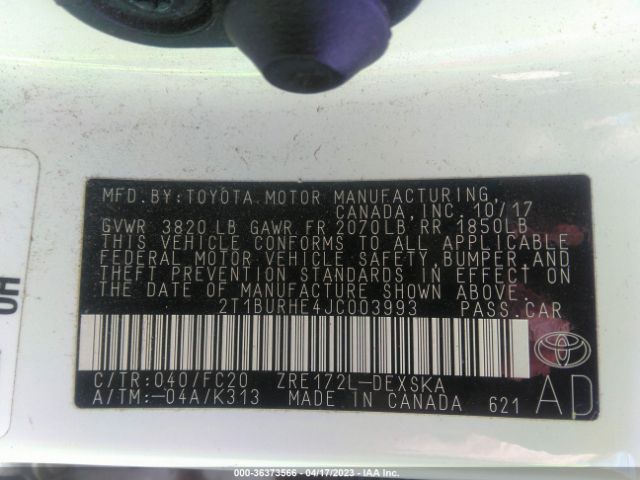 MFD. BY: TOYOTA MOTOR MANUFACTURING,
CANADA, INC. 10/17
GVWR 3820 LB GAWR FR 2070LB RR 1850LB
THIS VEHICLE CONFORMS TO ALL APPLICABLE
FEDERAL MOTOR VEHICLE SAFETY, BUMPER, AND
THEFT PREVENTION STANDARDS IN EFFECT ON
THE DATE OF MANUFACTURE SHOWN ABOVE.
2T1BURHE4JC003993 PASS. CAR
C/TR: 040/FC20 ZRE172L-DEXSKA
A/TM: -04A/K313 MADE IN CANADA 621
AP
000-36373566 - 04/17/2023 - IAA Inc.